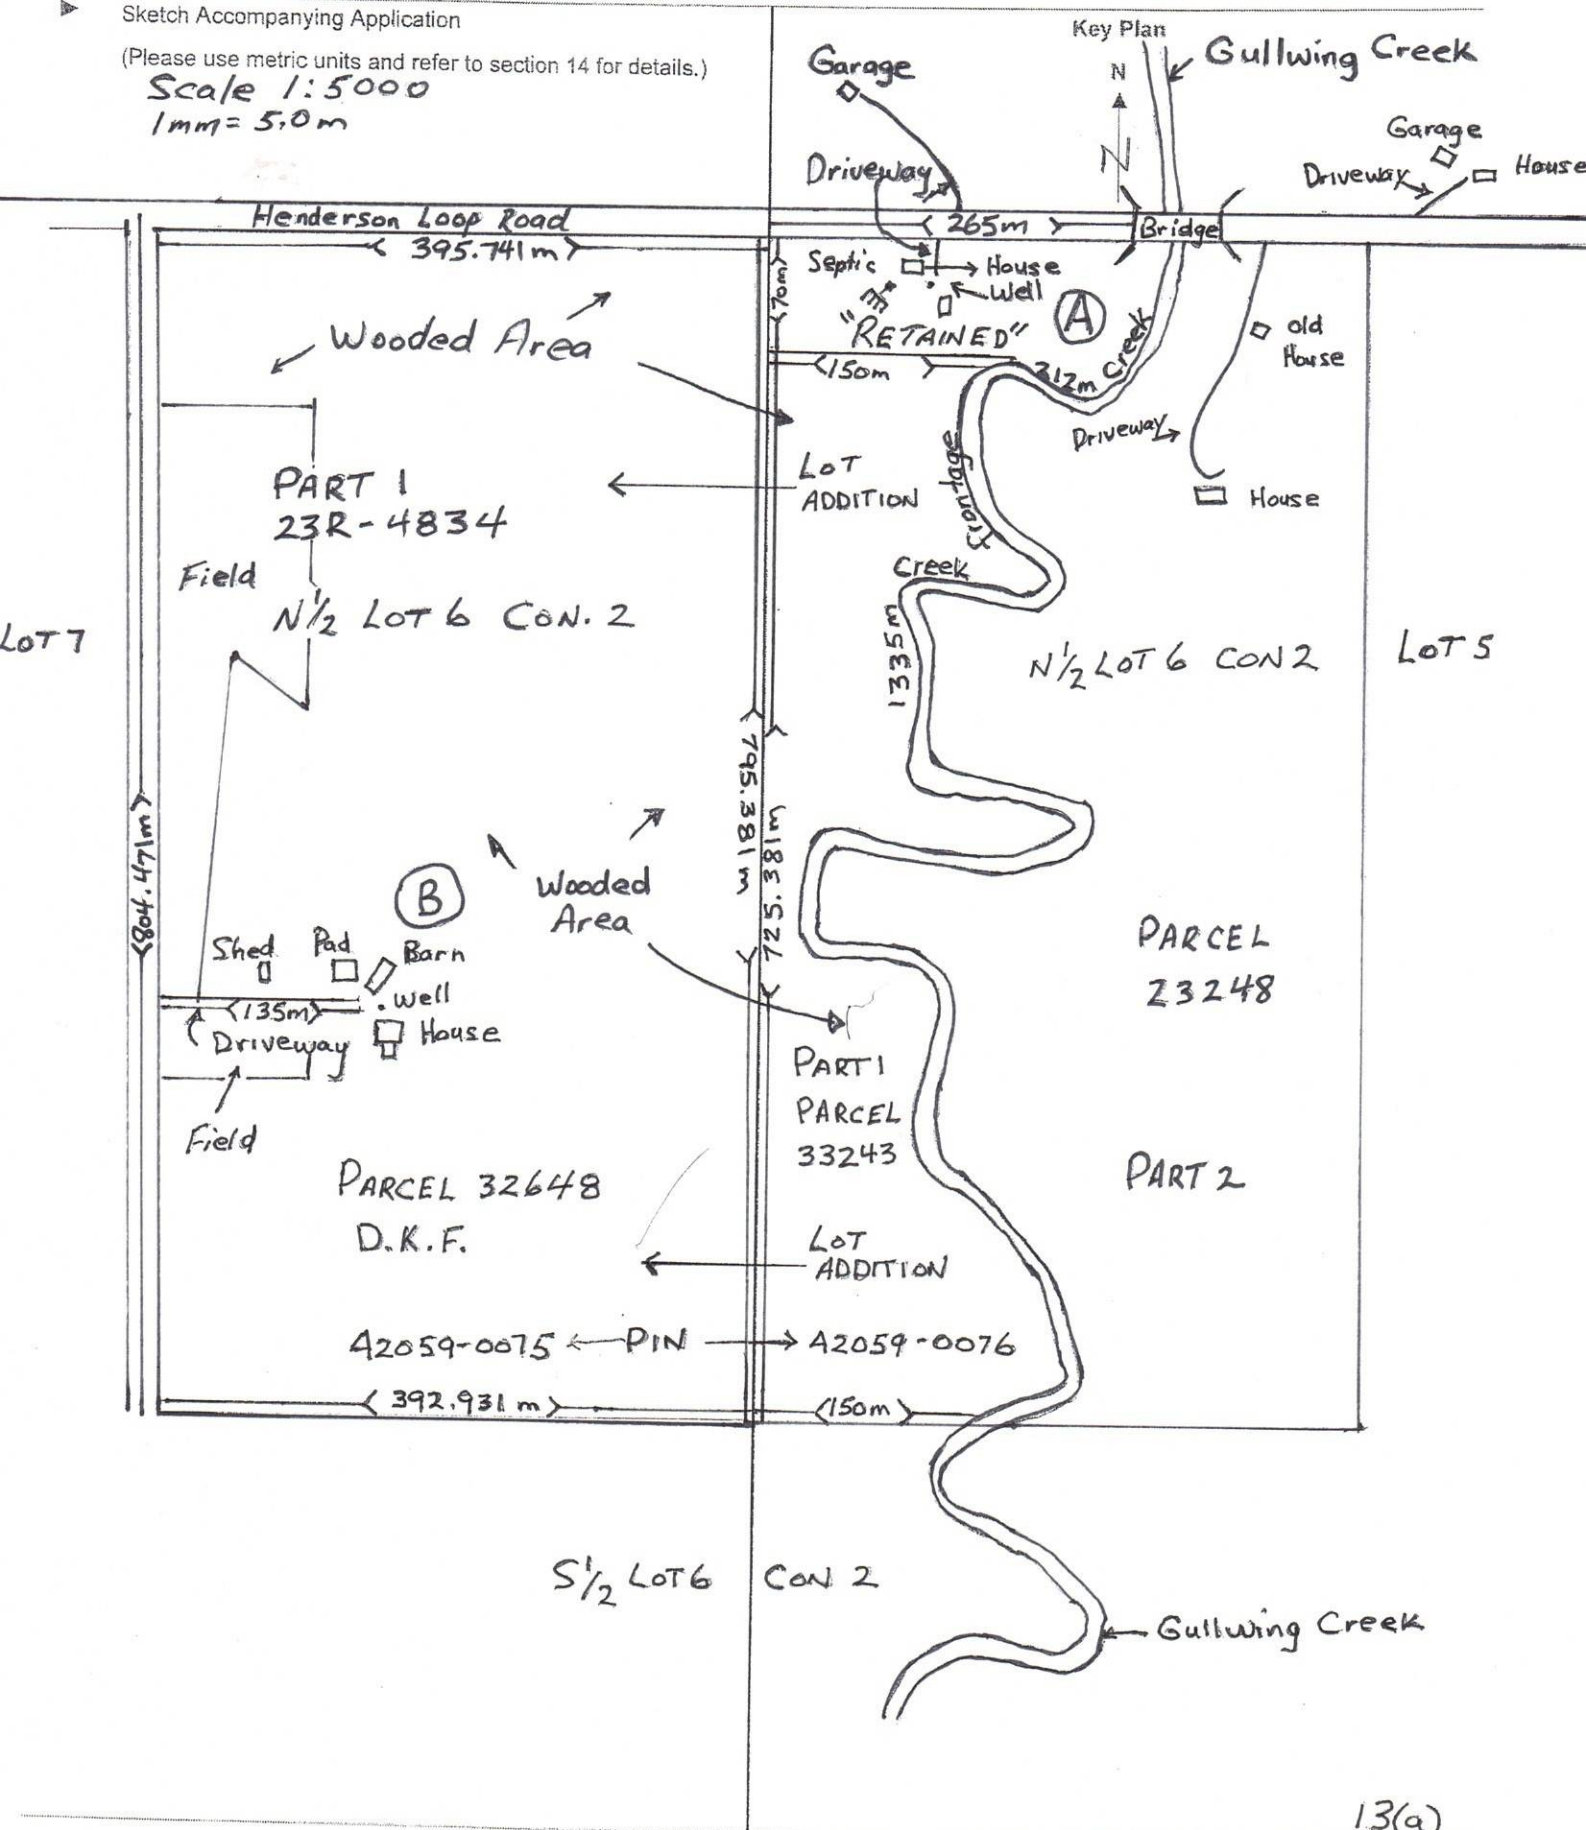 Sketch Accompanying Application
(Please use metric units and refer to section 14 for details.)
Scale 1:5000
1mm = 5.0m
Key Plan
N
N
Gullwing Creek
Garage
Driveway
Garage
Driveway
House
Henderson Loop Road
265m
Bridge
395.741m
70m
Septic
House
Well
A
"RETAINED"
Creek
212m
150m
old
House
Driveway
House
Wooded Area
LOT
ADDITION
PART 1
23R-4834
Frontage
Field
Creek
N½ LOT 6 CON. 2
1335m
LOT 7
N½ LOT 6 CON 2
LOT 5
795.381m
725.381m
804.471m
B
Wooded
Area
Shed
Pad
Barn
Well
135m
Driveway
House
Field
PARCEL
23248
PART 1
PARCEL
33243
PARCEL 32648
D.K.F.
PART 2
LOT
ADDITION
42059-0075
PIN
42059-0076
392.931m
150m
S½ LOT 6 CON 2
Gullwing Creek
13(a)